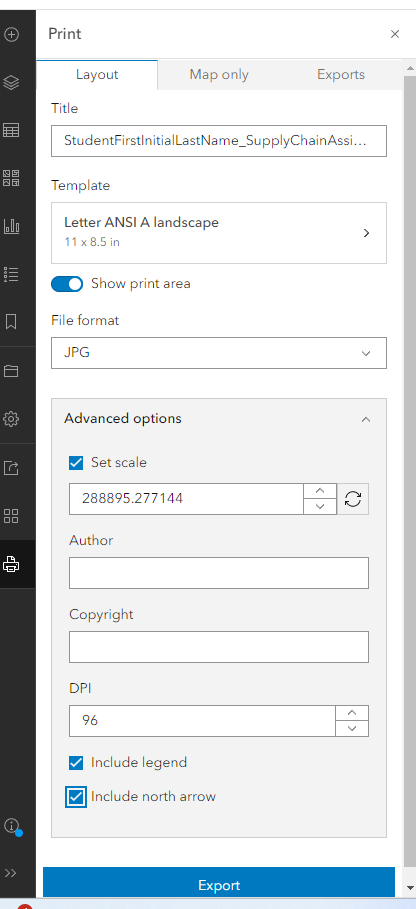 Print
Layout
Map only
Exports
Title
StudentFirstInitialLastName_SupplyChainAssi...
Template
Letter ANSI A landscape
11 x 8.5 in
Show print area
File format
JPG
Advanced options
Set scale
288895.277144
Author
Copyright
DPI
96
Include legend
Include north arrow
Export